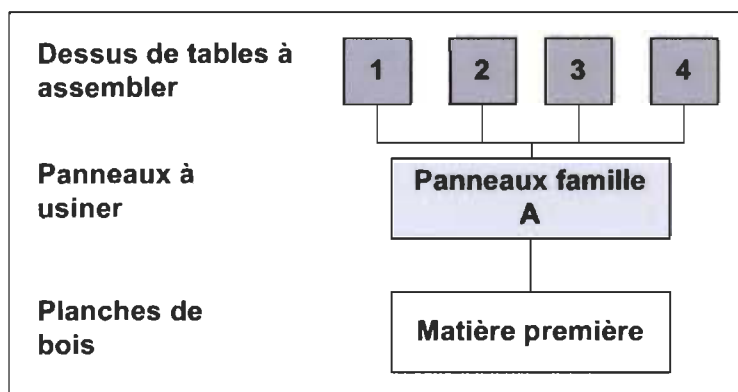 Dessus de tables à
assembler
1 2 3 4
Panneaux à
usiner
Panneaux famille
A
Planches de
bois
Matière première